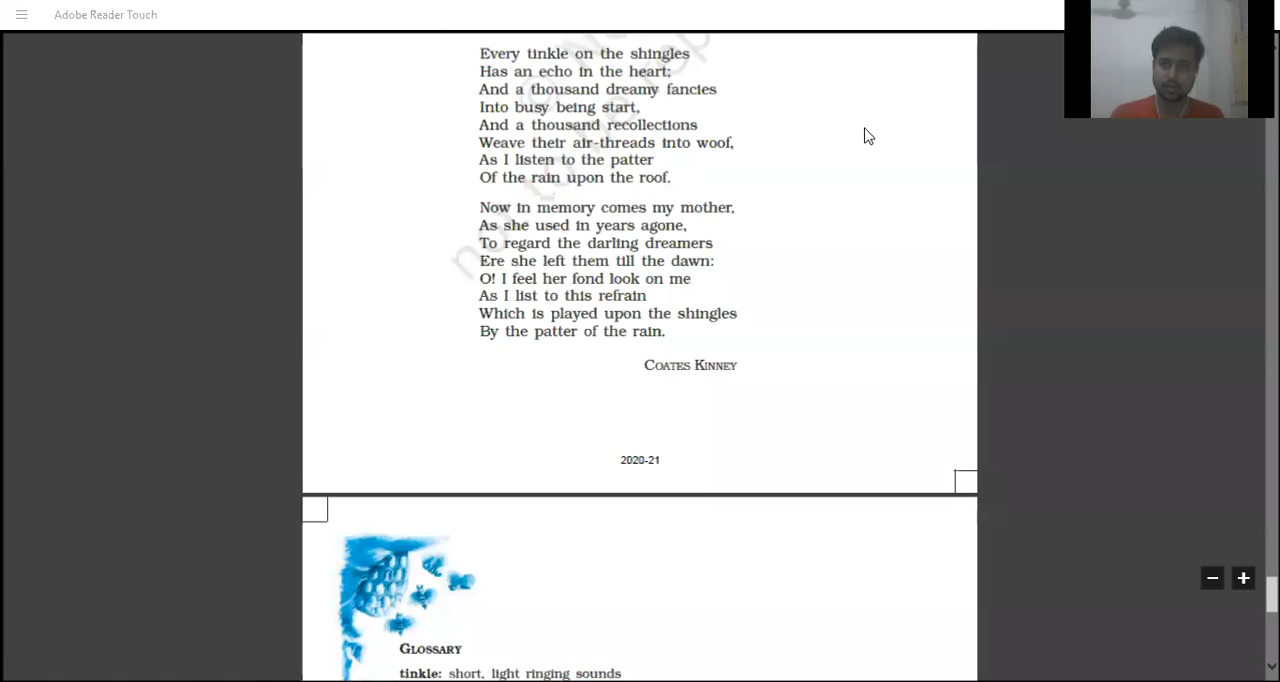 Adobe Reader Touch
Every tinkle on the shingles
Has an echo in the heart;
And a thousand dreamy fancies
Into busy being start,
And a thousand recollections
Weave their air-threads into woof,
As I listen to the patter
Of the rain upon the roof.
Now in memory comes my mother,
As she used in years agone,
To regard the darling dreamers
Ere she left them till the dawn:
O! I feel her fond look on me
As I list to this refrain
Which is played upon the shingles
By the patter of the rain.
COATES KINNEY
2020-21
GLOSSARY
tinkle: short, light ringing sounds